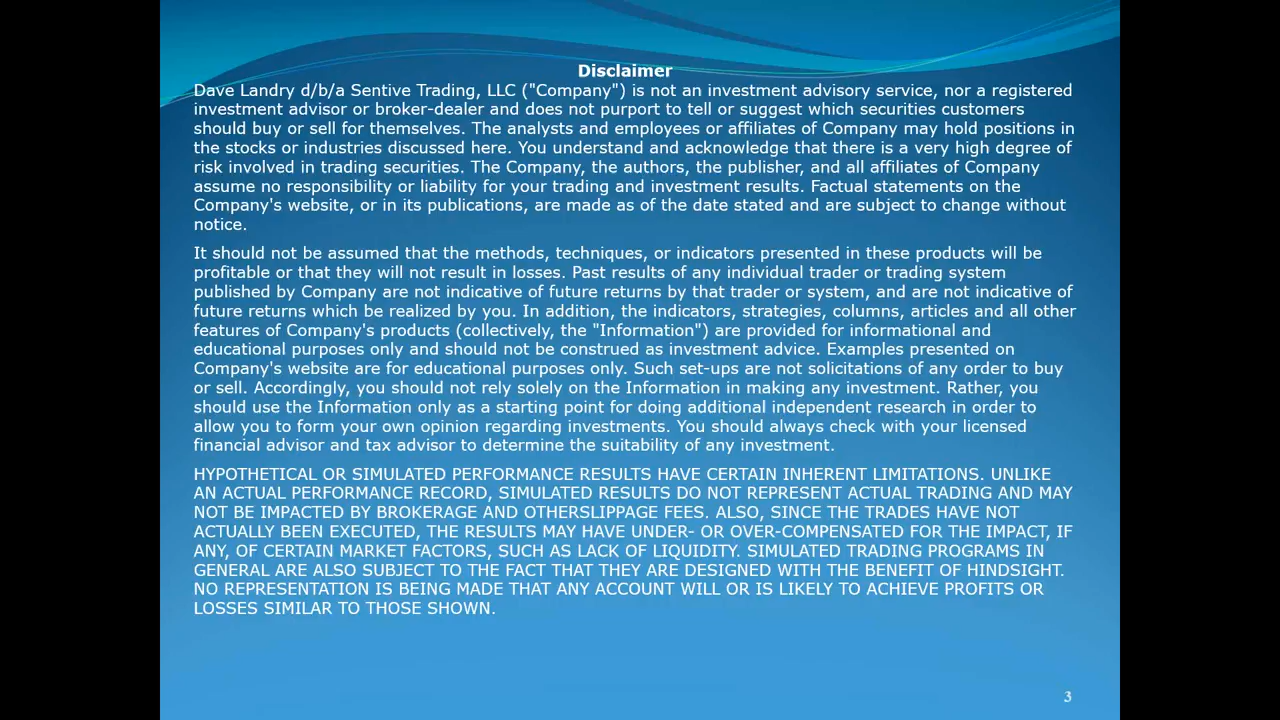 Disclaimer
Dave Landry d/b/a Sentive Trading, LLC ("Company") is not an investment advisory service, nor a registered
investment advisor or broker-dealer and does not purport to tell or suggest which securities customers
should buy or sell for themselves. The analysts and employees or affiliates of Company may hold positions in
the stocks or industries discussed here. You understand and acknowledge that there is a very high degree of
risk involved in trading securities. The Company, the authors, the publisher, and all affiliates of Company
assume no responsibility or liability for your trading and investment results. Factual statements on the
Company's website, or in its publications, are made as of the date stated and are subject to change without
notice.
It should not be assumed that the methods, techniques, or indicators presented in these products will be
profitable or that they will not result in losses. Past results of any individual trader or trading system
published by Company are not indicative of future returns by that trader or system, and are not indicative of
future returns which be realized by you. In addition, the indicators, strategies, columns, articles and all other
features of Company's products (collectively, the "Information") are provided for informational and
educational purposes only and should not be construed as investment advice. Examples presented on
Company's website are for educational purposes only. Such set-ups are not solicitations of any order to buy
or sell. Accordingly, you should not rely solely on the Information in making any investment. Rather, you
should use the Information only as a starting point for doing additional independent research in order to
allow you to form your own opinion regarding investments. You should always check with your licensed
financial advisor and tax advisor to determine the suitability of any investment.
HYPOTHETICAL OR SIMULATED PERFORMANCE RESULTS HAVE CERTAIN INHERENT LIMITATIONS. UNLIKE
AN ACTUAL PERFORMANCE RECORD, SIMULATED RESULTS DO NOT REPRESENT ACTUAL TRADING AND MAY
NOT BE IMPACTED BY BROKERAGE AND OTHERSLIPPAGE FEES. ALSO, SINCE THE TRADES HAVE NOT
ACTUALLY BEEN EXECUTED, THE RESULTS MAY HAVE UNDER- OR OVER-COMPENSATED FOR THE IMPACT, IF
ANY, OF CERTAIN MARKET FACTORS, SUCH AS LACK OF LIQUIDITY. SIMULATED TRADING PROGRAMS IN
GENERAL ARE ALSO SUBJECT TO THE FACT THAT THEY ARE DESIGNED WITH THE BENEFIT OF HINDSIGHT.
NO REPRESENTATION IS BEING MADE THAT ANY ACCOUNT WILL OR IS LIKELY TO ACHIEVE PROFITS OR
LOSSES SIMILAR TO THOSE SHOWN.
3